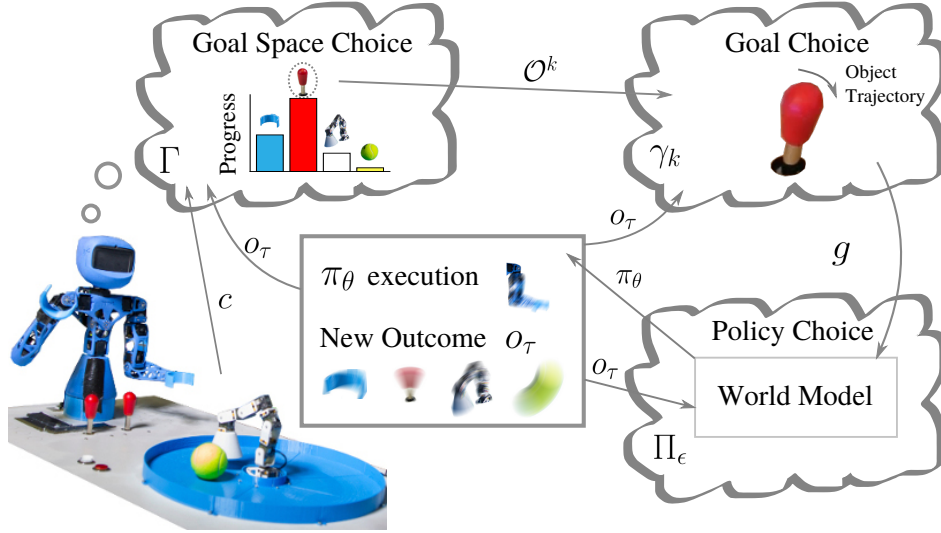 Goal Space Choice
Progress
Γ
𝒪^k
Goal Choice
Object
Trajectory
γ_k
o_τ
c
o_τ
g
π_θ
π_θ execution
New Outcome o_τ
o_τ
Policy Choice
World Model
Π_ϵ